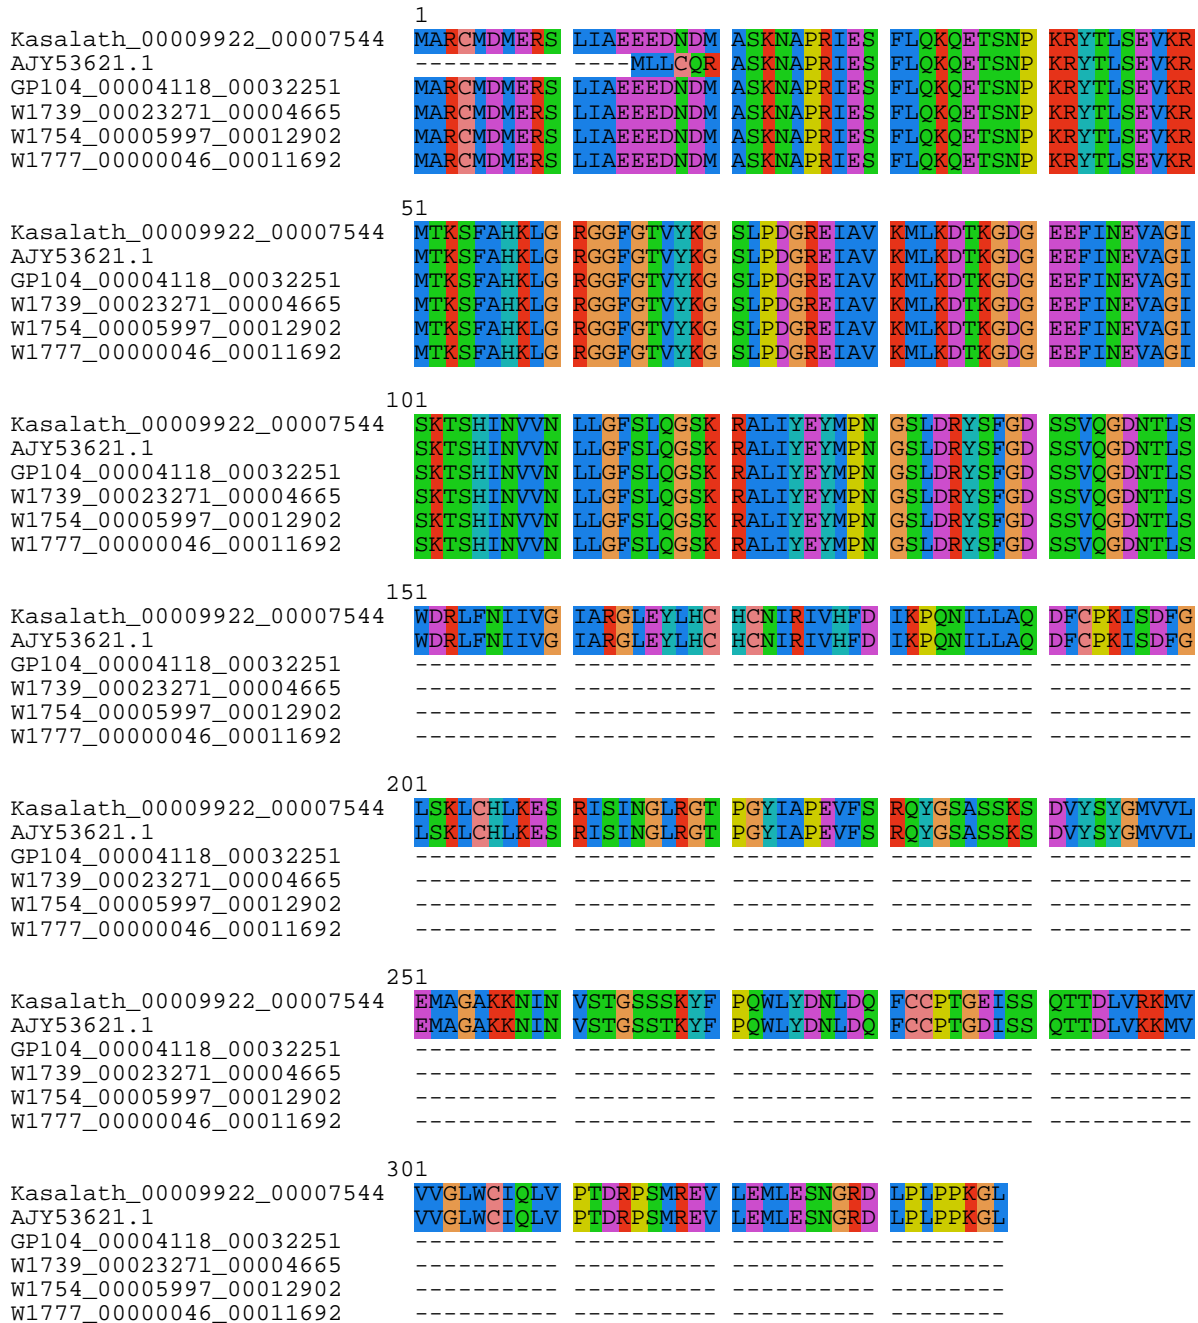 1
Kasalath_00009922_00007544 MARCMDMERS LIAEEEDNDM ASKNAPRIES FLQKQETSNP KRYTLSEVKR
AJY53621.1 ---------- ----MLLCQR ASKNAPRIES FLQKQETSNP KRYTLSEVKR
GP104_00004118_00032251 MARCMDMERS LIAEEEDNDM ASKNAPRIES FLQKQETSNP KRYTLSEVKR
W1739_00023271_00004665 MARCMDMERS LIAEEEDNDM ASKNAPRIES FLQKQETSNP KRYTLSEVKR
W1754_00005997_00012902 MARCMDMERS LIAEEEDNDM ASKNAPRIES FLQKQETSNP KRYTLSEVKR
W1777_00000046_00011692 MARCMDMERS LIAEEEDNDM ASKNAPRIES FLQKQETSNP KRYTLSEVKR
51
Kasalath_00009922_00007544 MTKSFAHKLG RGGFGTVYKG SLPDGREIAV KMLKDTKGDG EEFINEVAGI
AJY53621.1 MTKSFAHKLG RGGFGTVYKG SLPDGREIAV KMLKDTKGDG EEFINEVAGI
GP104_00004118_00032251 MTKSFAHKLG RGGFGTVYKG SLPDGREIAV KMLKDTKGDG EEFINEVAGI
W1739_00023271_00004665 MTKSFAHKLG RGGFGTVYKG SLPDGREIAV KMLKDTKGDG EEFINEVAGI
W1754_00005997_00012902 MTKSFAHKLG RGGFGTVYKG SLPDGREIAV KMLKDTKGDG EEFINEVAGI
W1777_00000046_00011692 MTKSFAHKLG RGGFGTVYKG SLPDGREIAV KMLKDTKGDG EEFINEVAGI
101
Kasalath_00009922_00007544 SKTSHINVVN LLGFSLQGSK RALIYEYMPN GSLDRYSFGD SSVQGDNTLS
AJY53621.1 SKTSHINVVN LLGFSLQGSK RALIYEYMPN GSLDRYSFGD SSVQGDNTLS
GP104_00004118_00032251 SKTSHINVVN LLGFSLQGSK RALIYEYMPN GSLDRYSFGD SSVQGDNTLS
W1739_00023271_00004665 SKTSHINVVN LLGFSLQGSK RALIYEYMPN GSLDRYSFGD SSVQGDNTLS
W1754_00005997_00012902 SKTSHINVVN LLGFSLQGSK RALIYEYMPN GSLDRYSFGD SSVQGDNTLS
W1777_00000046_00011692 SKTSHINVVN LLGFSLQGSK RALIYEYMPN GSLDRYSFGD SSVQGDNTLS
151
Kasalath_00009922_00007544 WDRLFNIIVG IARGLEYLHC HCNIRIVHFD IKPQNILLAQ DFCPKISDFG
AJY53621.1 WDRLFNIIVG IARGLEYLHC HCNIRIVHFD IKPQNILLAQ DFCPKISDFG
GP104_00004118_00032251 ---------- ---------- ---------- ---------- ----------
W1739_00023271_00004665 ---------- ---------- ---------- ---------- ----------
W1754_00005997_00012902 ---------- ---------- ---------- ---------- ----------
W1777_00000046_00011692 ---------- ---------- ---------- ---------- ----------
201
Kasalath_00009922_00007544 LSKLCHLKES RISINGLRGT PGYIAPEVFS RQYGSASSKS DVYSYGMVVL
AJY53621.1 LSKLCHLKES RISINGLRGT PGYIAPEVFS RQYGSASSKS DVYSYGMVVL
GP104_00004118_00032251 ---------- ---------- ---------- ---------- ----------
W1739_00023271_00004665 ---------- ---------- ---------- ---------- ----------
W1754_00005997_00012902 ---------- ---------- ---------- ---------- ----------
W1777_00000046_00011692 ---------- ---------- ---------- ---------- ----------
251
Kasalath_00009922_00007544 EMAGAKKNIN VSTGSSSKYF PQWLYDNLDQ FCCPTGEISS QTTDLVRKMV
AJY53621.1 EMAGAKKNIN VSTGSSTKYF PQWLYDNLDQ FCCPTGDISS QTTDLVKKMV
GP104_00004118_00032251 ---------- ---------- ---------- ---------- ----------
W1739_00023271_00004665 ---------- ---------- ---------- ---------- ----------
W1754_00005997_00012902 ---------- ---------- ---------- ---------- ----------
W1777_00000046_00011692 ---------- ---------- ---------- ---------- ----------
301
Kasalath_00009922_00007544 VVGLWCIQLV PTDRPSMREV LEMLESNGRD LPLPPKGL
AJY53621.1 VVGLWCIQLV PTDRPSMREV LEMLESNGRD LPLPPKGL
GP104_00004118_00032251 ---------- ---------- ---------- --------
W1739_00023271_00004665 ---------- ---------- ---------- --------
W1754_00005997_00012902 ---------- ---------- ---------- --------
W1777_00000046_00011692 ---------- ---------- ---------- --------